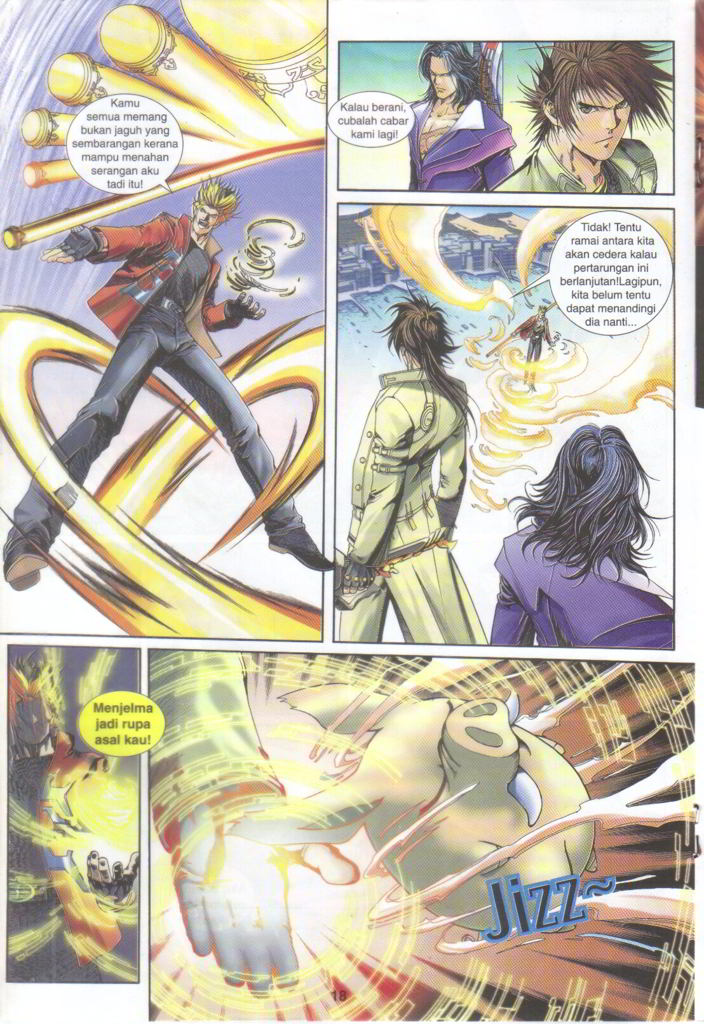 Kamu
semua memang
bukan jaguh yang
sembarangan kerana
mampu menahan
serangan aku
tadi itu!
Kalau berani,
cubalah cabar
kami lagi!
Tidak! Tentu
ramai antara kita
akan cedera kalau
pertarungan ini
berlanjutan!Lagipun,
kita belum tentu
dapat menandingi
dia nanti...
Menjelma
jadi rupa
asal kau!
Jizz~
18